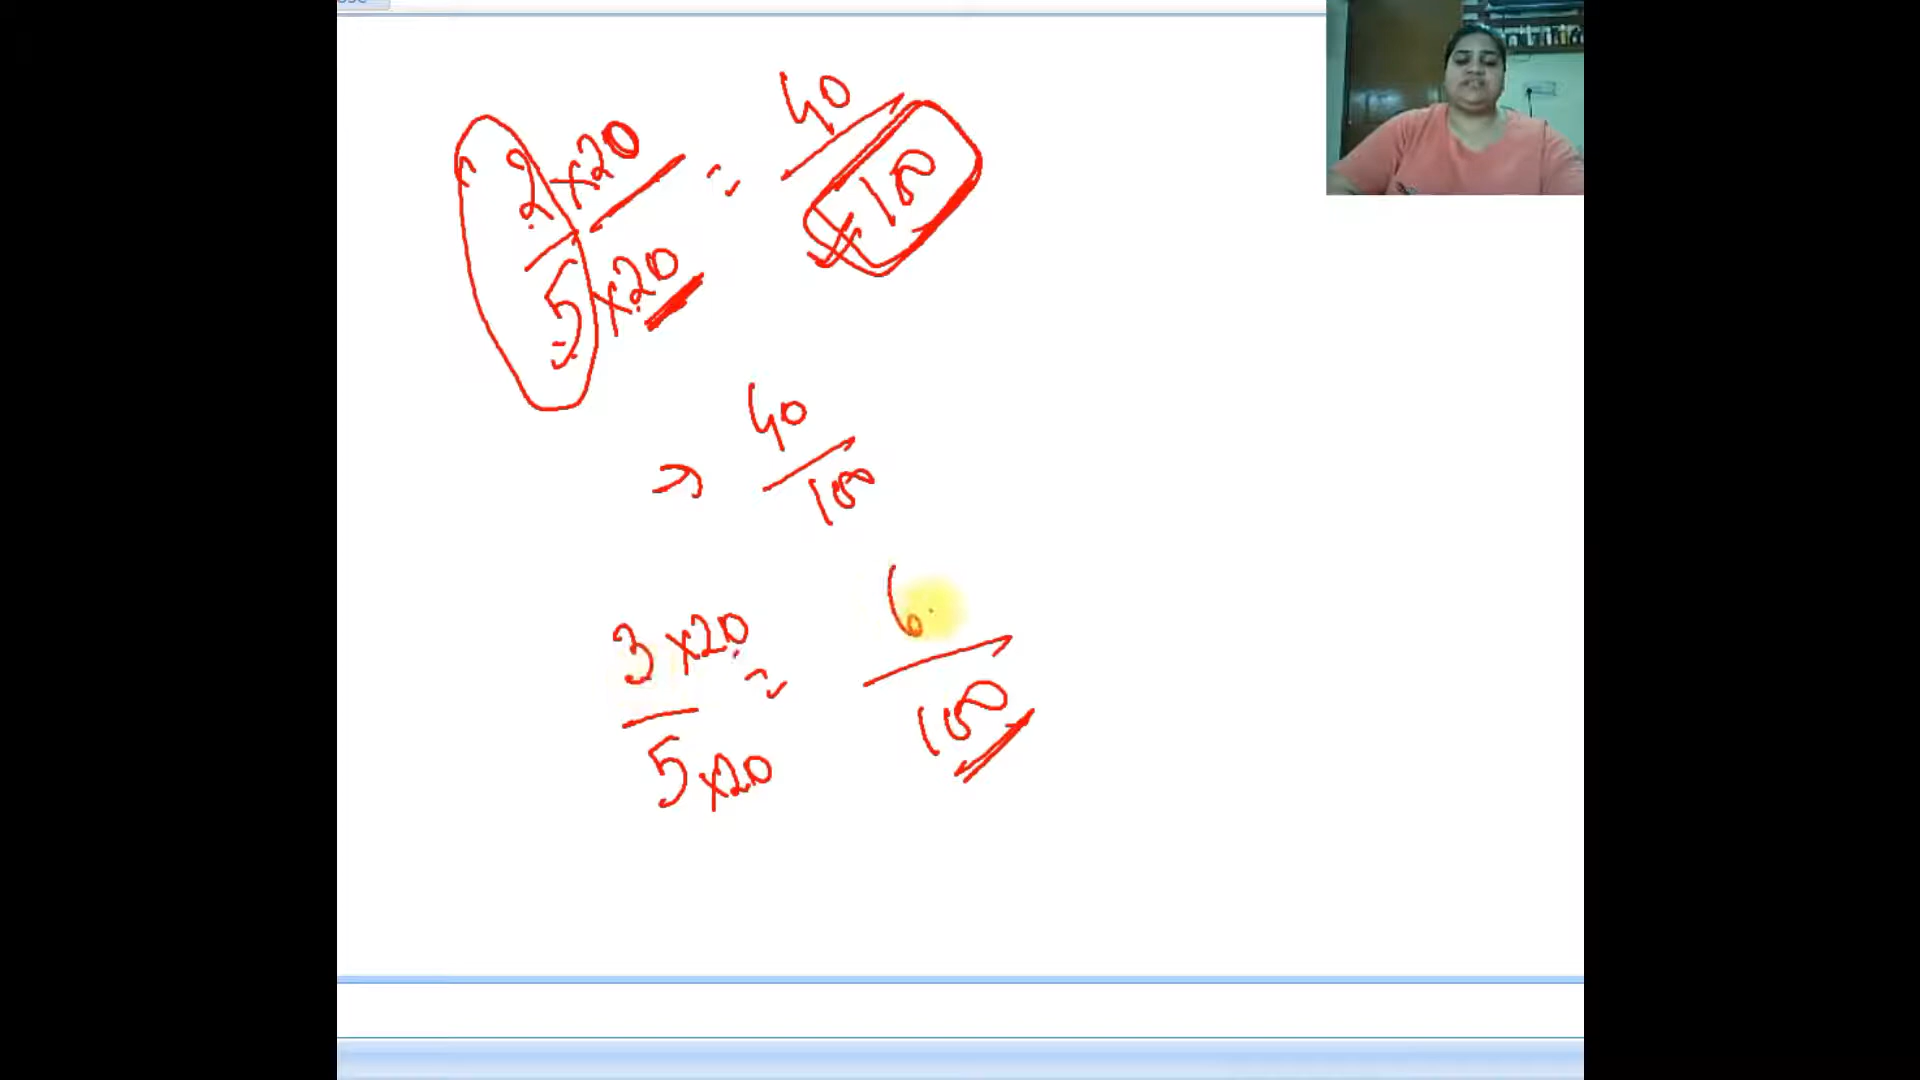 2 ×20 = 40
5 ×20 100
→ 40
100
3 ×20 = 6
5 ×20 100